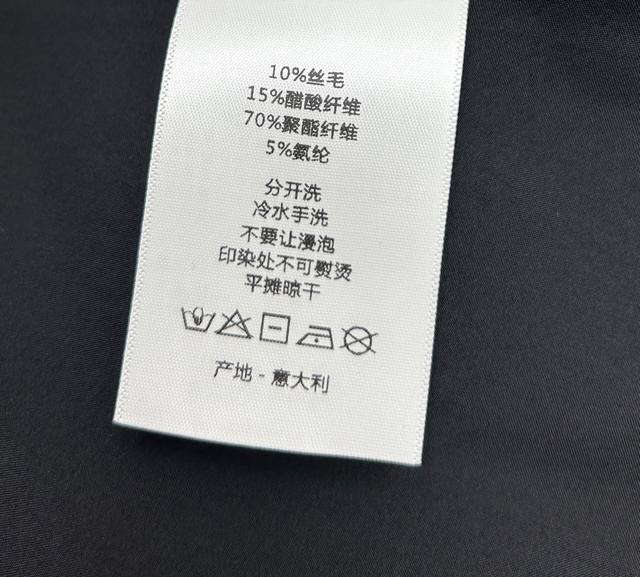 10%丝毛
15%醋酸纤维
70%聚酯纤维
5%氨纶
分开洗
冷水手洗
不要让浸泡
印染处不可熨烫
平摊晾干
产地 - 意大利